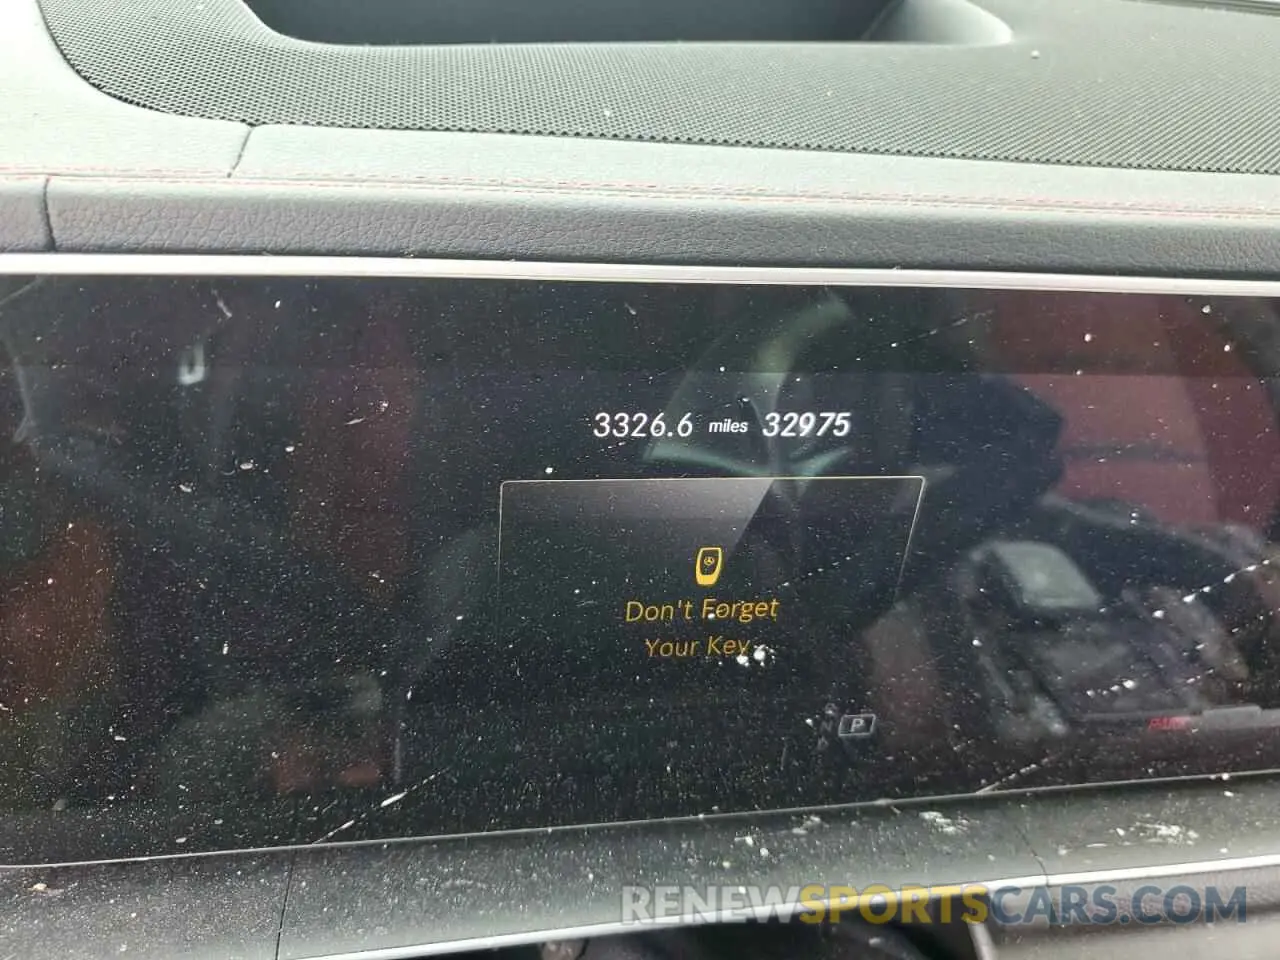 3326.6 miles 32975
Don't Forget
Your Key
P
RENEWSPORTSCARS.COM